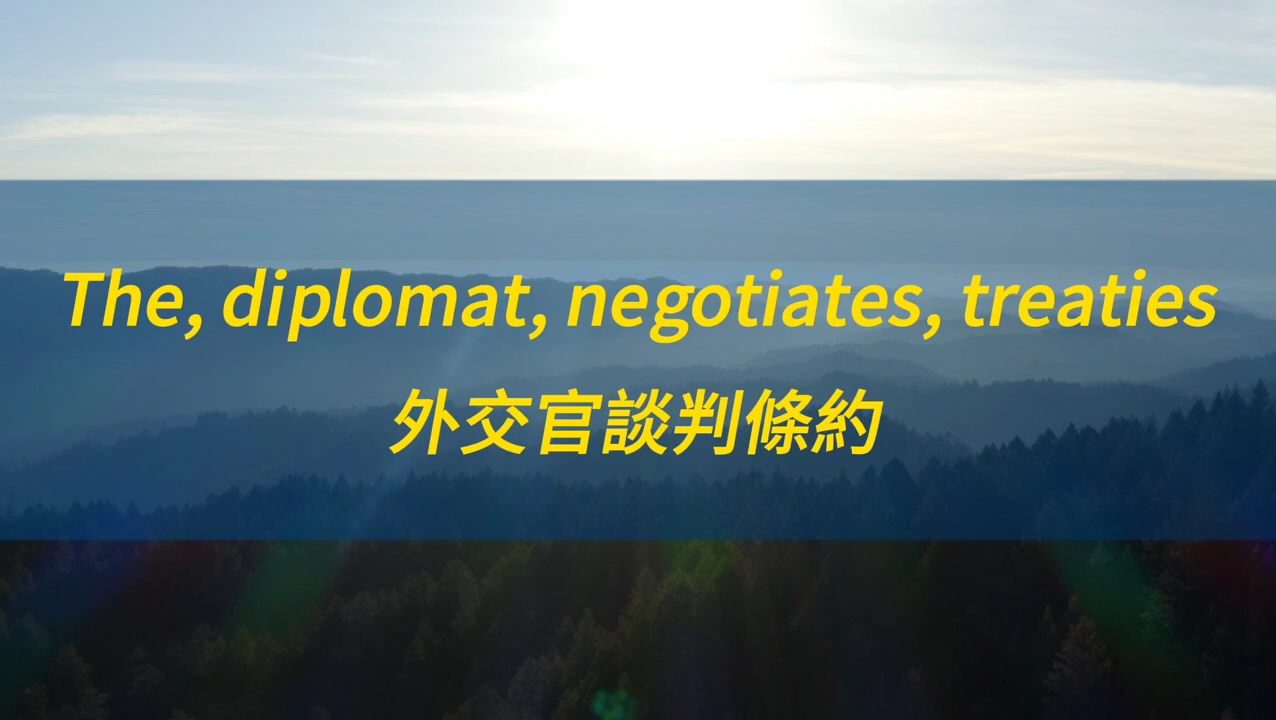 The, diplomat, negotiates, treaties
外交官談判條約